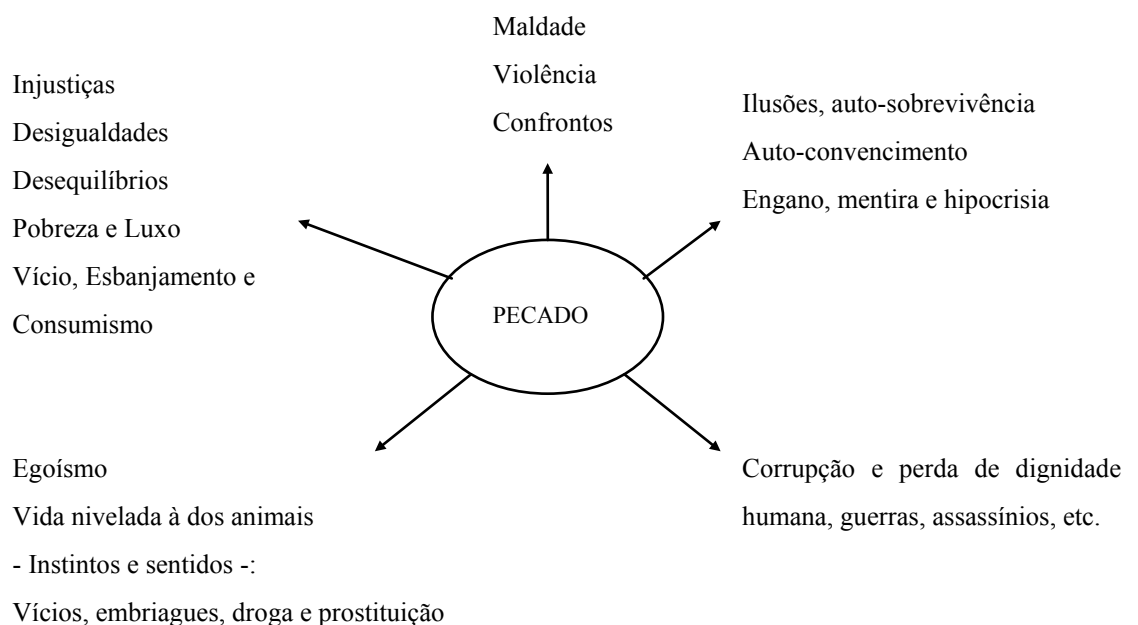 Maldade
Violência
Confrontos
Injustiças
Desigualdades
Desequilíbrios
Pobreza e Luxo
Vício, Esbanjamento e
Consumismo
Ilusões, auto-sobrevivência
Auto-convencimento
Engano, mentira e hipocrisia
PECADO
Egoísmo
Vida nivelada à dos animais
- Instintos e sentidos -:
Vícios, embriagues, droga e prostituição
Corrupção e perda de dignidade
humana, guerras, assassínios, etc.